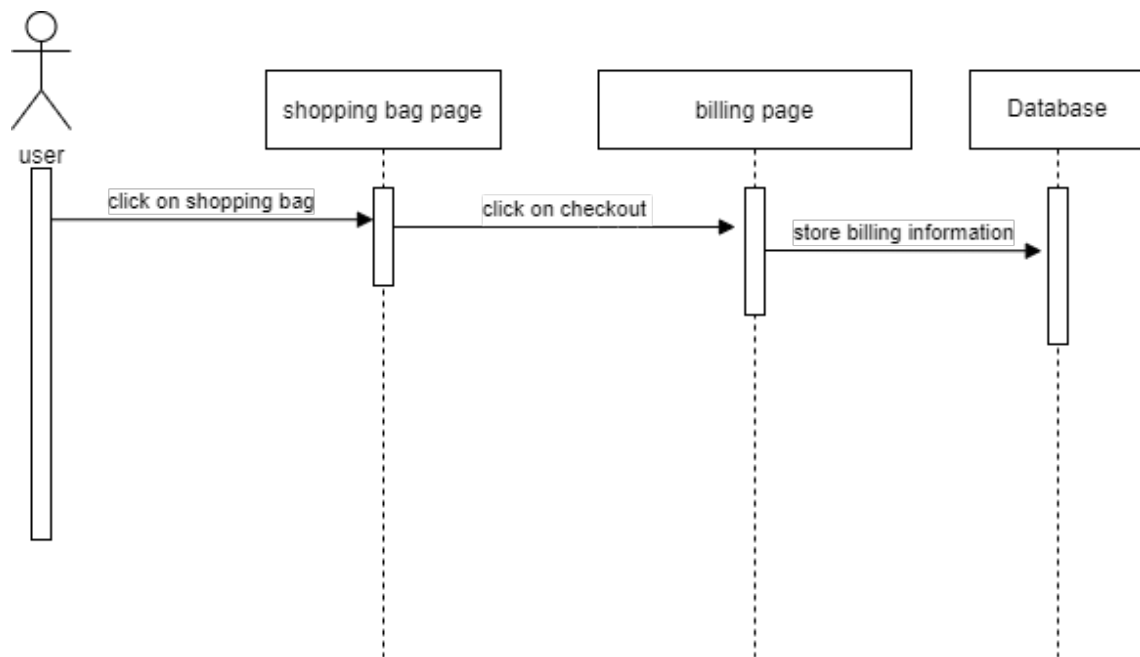 user
shopping bag page
billing page
Database
click on shopping bag
click on checkout
store billing information